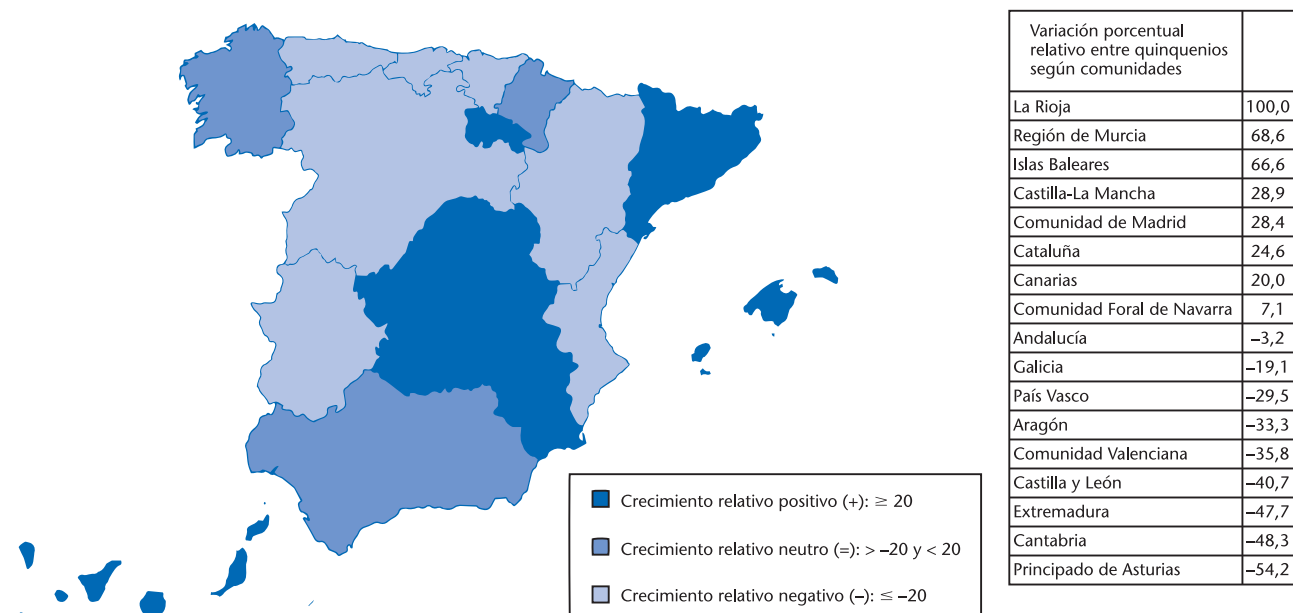 Variación porcentual
relativo entre quinquenios
según comunidades
La Rioja 100,0
Región de Murcia 68,6
Islas Baleares 66,6
Castilla-La Mancha 28,9
Comunidad de Madrid 28,4
Cataluña 24,6
Canarias 20,0
Comunidad Foral de Navarra 7,1
Andalucía –3,2
Galicia –19,1
País Vasco –29,5
Aragón –33,3
Comunidad Valenciana –35,8
Castilla y León –40,7
Extremadura –47,7
Cantabria –48,3
Principado de Asturias –54,2
Crecimiento relativo positivo (+): ≥ 20
Crecimiento relativo neutro (=): > –20 y < 20
Crecimiento relativo negativo (–): ≤ –20